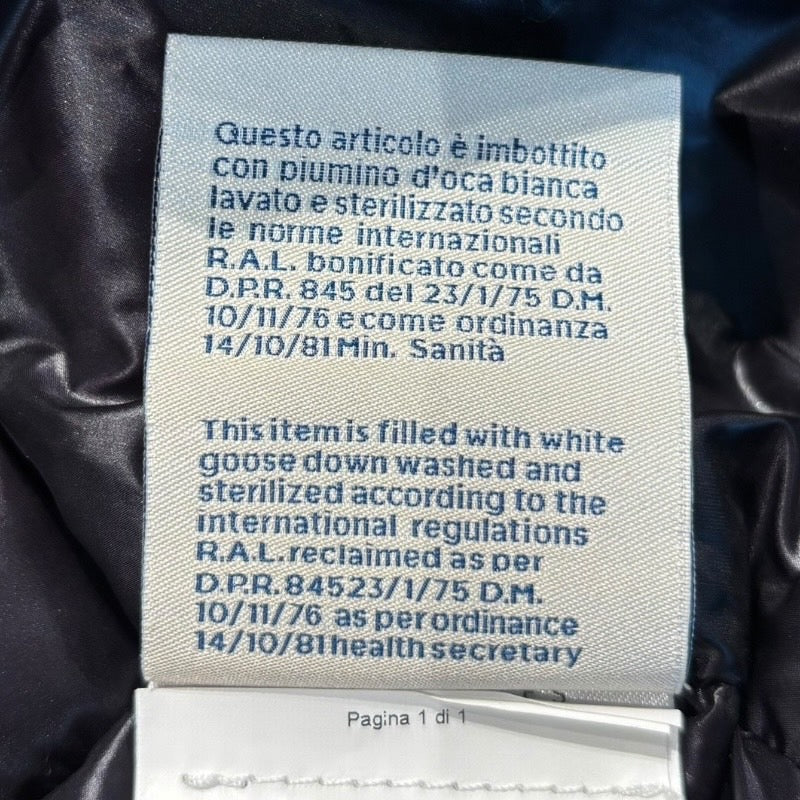 Questo articolo è imbottito
con piumino d'oca bianca
lavato e sterilizzato secondo
le norme internazionali
R.A.L. bonificato come da
D.P.R. 845 del 23/1/75 D.M.
10/11/76 e come ordinanza
14/10/81 Min. Sanità
This item is filled with white
goose down washed and
sterilized according to the
international regulations
R.A.L. reclaimed as per
D.P.R. 845 23/1/75 D.M.
10/11/76 as per ordinance
14/10/81 health secretary
Pagina 1 di 1